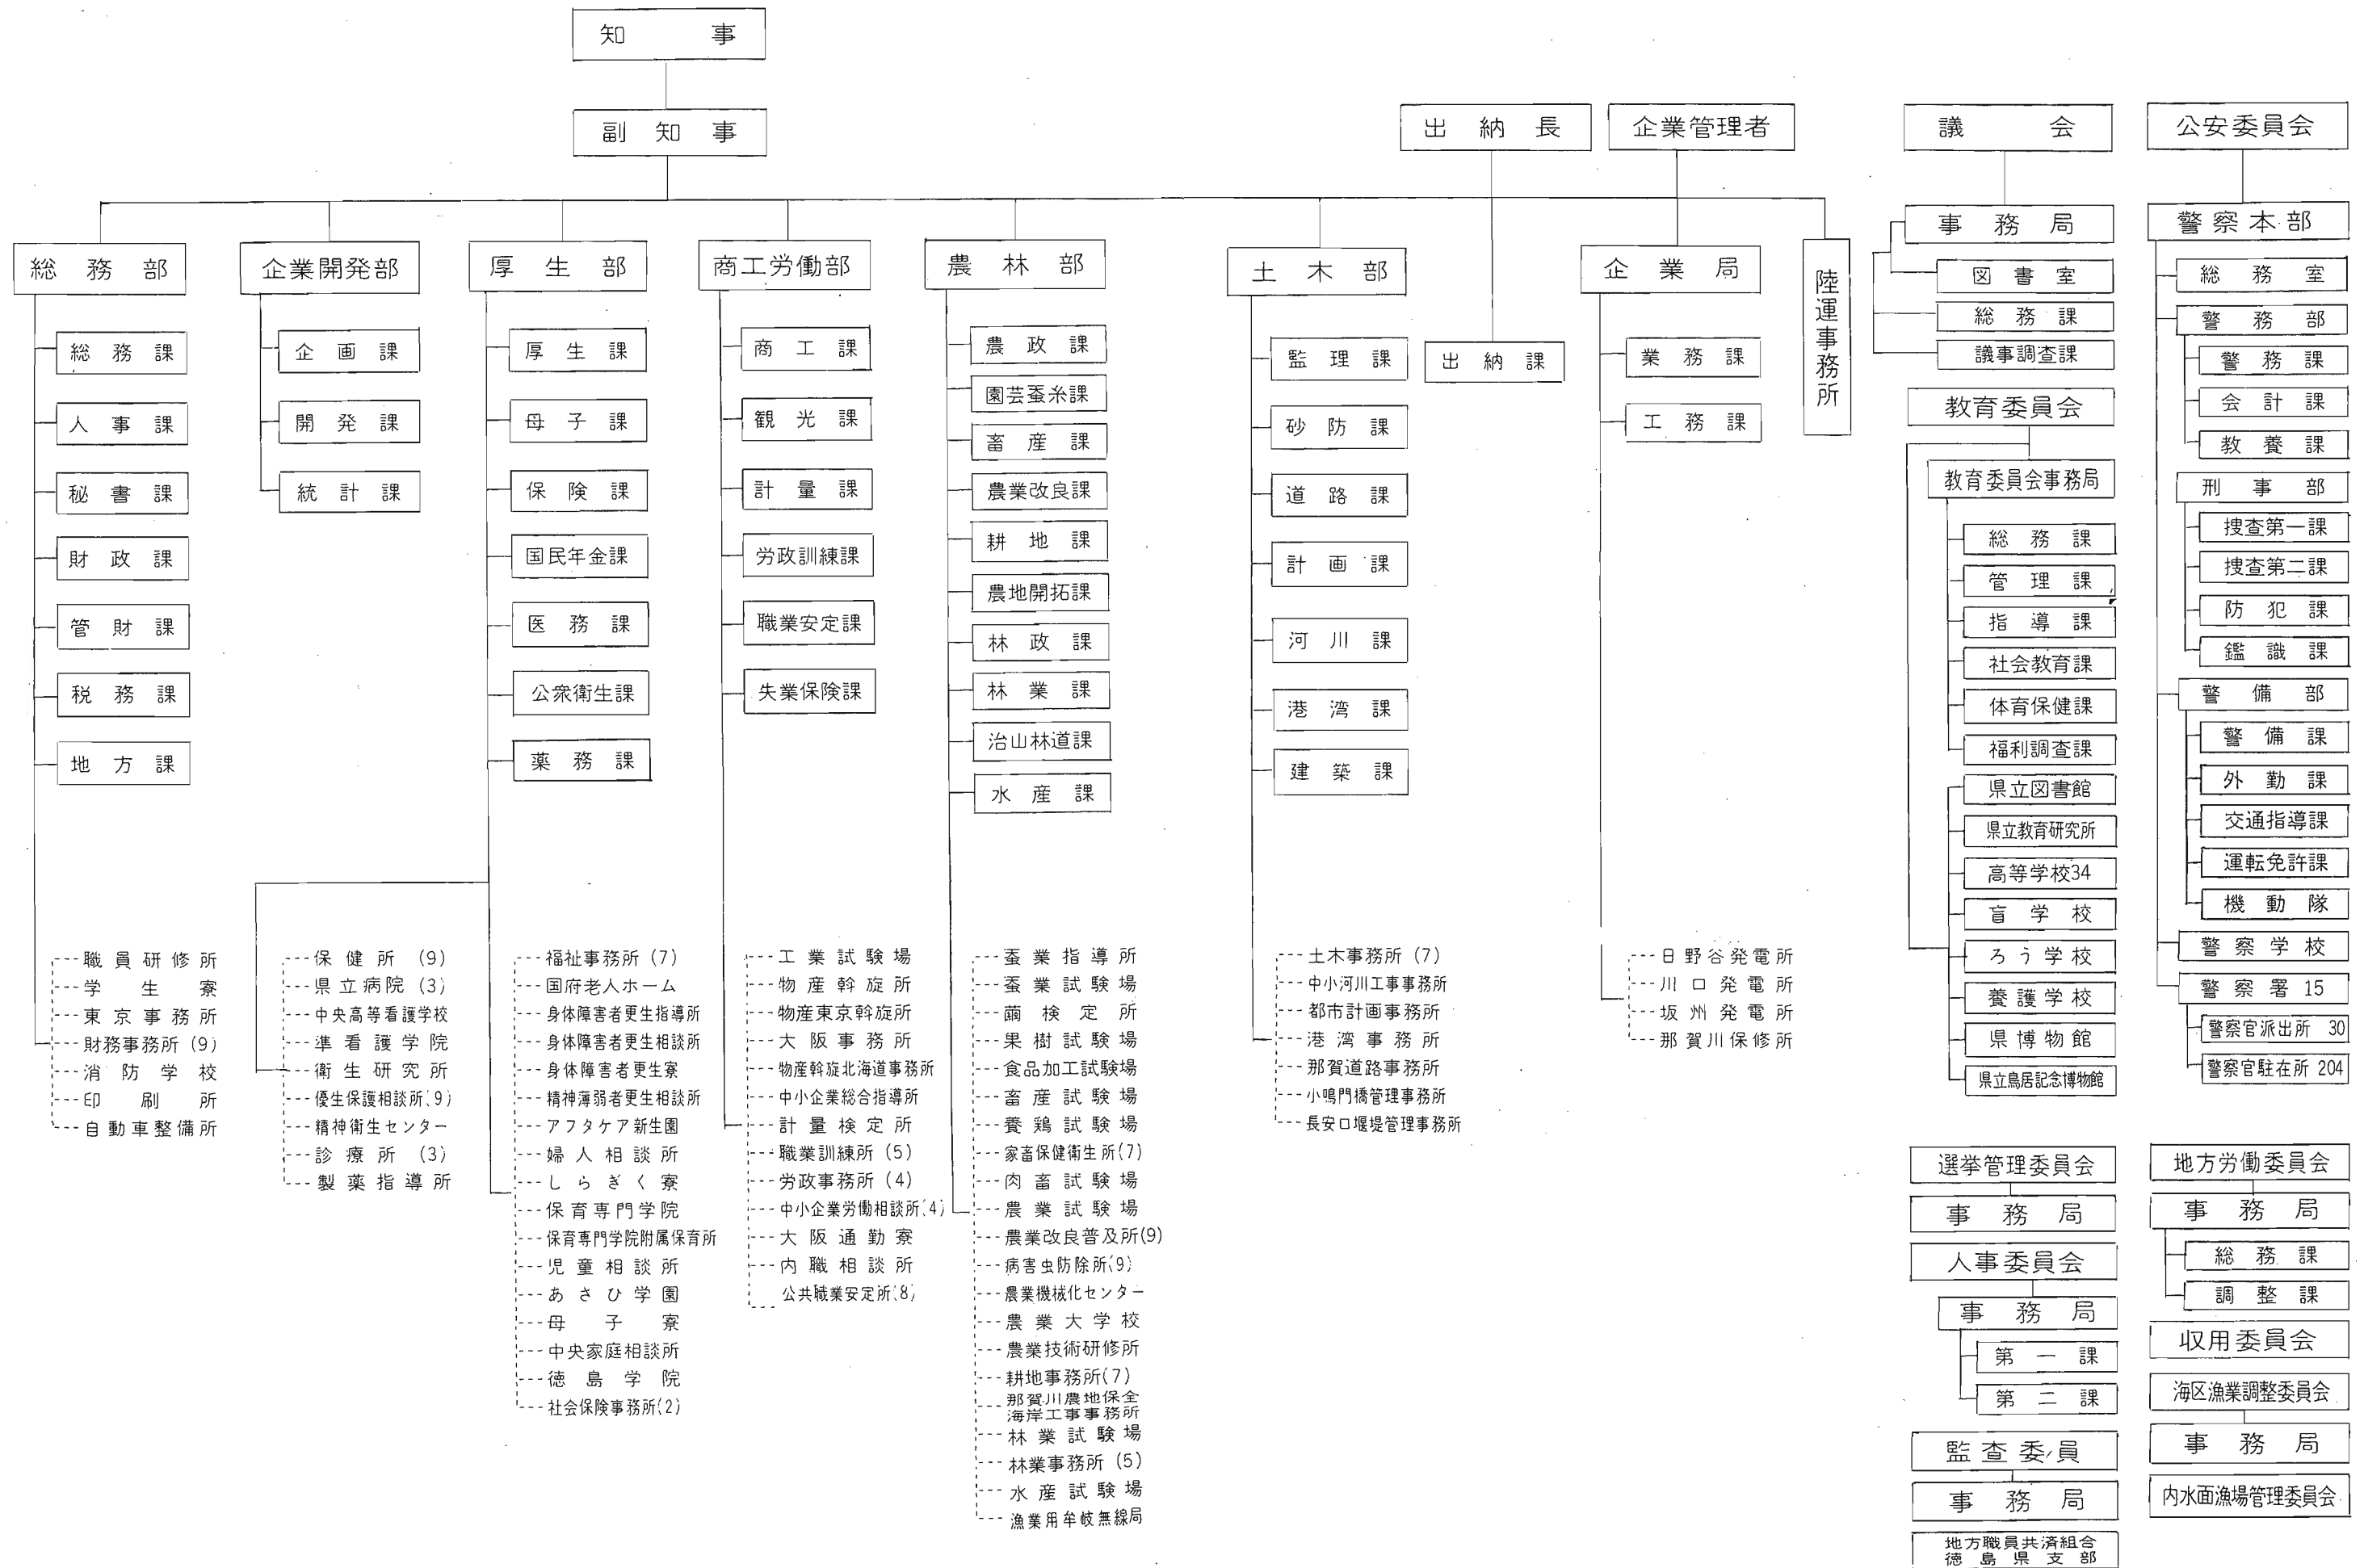 知事
副知事
出納長
企業管理者
議会
公安委員会
総務部
総務課
人事課
秘書課
財政課
管財課
税務課
地方課
職員研修所
学生寮
東京事務所
財務事務所(9)
消防学校
印刷所
自動車整備所
企業開発部
企画課
開発課
統計課
厚生部
厚生課
母子課
保険課
国民年金課
医務課
公衆衛生課
薬務課
保健所(9)
県立病院(3)
中央高等看護学校
準看護学院
衛生研究所
優生保護相談所(9)
精神衛生センター
診療所(3)
製薬指導所
福祉事務所(7)
国府老人ホーム
身体障害者更生指導所
身体障害者更生相談所
身体障害者更生寮
精神薄弱者更生相談所
アフタケア新生園
婦人相談所
しらぎく寮
保育専門学院
保育専門学院附属保育所
児童相談所
あさひ学園
母子寮
中央家庭相談所
徳島学院
社会保険事務所(2)
商工労働部
商工課
観光課
計量課
労政訓練課
職業安定課
失業保険課
工業試験場
物産幹旋所
物産東京幹旋所
大阪事務所
物産幹旋北海道事務所
中小企業総合指導所
計量検定所
職業訓練所(5)
労政事務所(4)
中小企業労働相談所(4)
大阪通勤寮
内職相談所
公共職業安定所(8)
農林部
農政課
園芸蚕糸課
畜産課
農業改良課
耕地課
農地開拓課
林政課
林業課
治山林道課
水産課
蚕業指導所
蚕業試験場
繭検定所
果樹試験場
食品加工試験場
畜産試験場
養鶏試験場
家畜保健衛生所(7)
肉畜試験場
農業試験場
農業改良普及所(9)
病害虫防除所(9)
農業機械化センター
農業大学校
農業技術研修所
耕地事務所(7)
那賀川農地保全
海岸工事事務所
林業試験場
林業事務所(5)
水産試験場
漁業用牟岐無線局
土木部
監理課
砂防課
道路課
計画課
河川課
港湾課
建築課
土木事務所(7)
中小河川工事事務所
都市計画事務所
港湾事務所
那賀道路事務所
小鳴門橋管理事務所
長安口堰堤管理事務所
出納課
企業局
業務課
工務課
日野谷発電所
川口発電所
坂州発電所
那賀川保修所
陸運事務所
事務局
図書室
総務課
議事調査課
教育委員会
教育委員会事務局
総務課
管理課
指導課
社会教育課
体育保健課
福利調査課
県立図書館
県立教育研究所
高等学校34
盲学校
ろう学校
養護学校
県博物館
県立鳥居記念博物館
選挙管理委員会
事務局
人事委員会
事務局
第一課
第二課
監査委員
事務局
地方職員共済組合
徳島県支部
警察本部
総務室
警務部
警務課
会計課
教養課
刑事部
捜査第一課
捜査第二課
防犯課
鑑識課
警備部
警備課
外勤課
交通指導課
運転免許課
機動隊
警察学校
警察署15
警察官派出所 30
警察官駐在所 204
地方労働委員会
事務局
総務課
調整課
収用委員会
海区漁業調整委員会
事務局
内水面漁場管理委員会